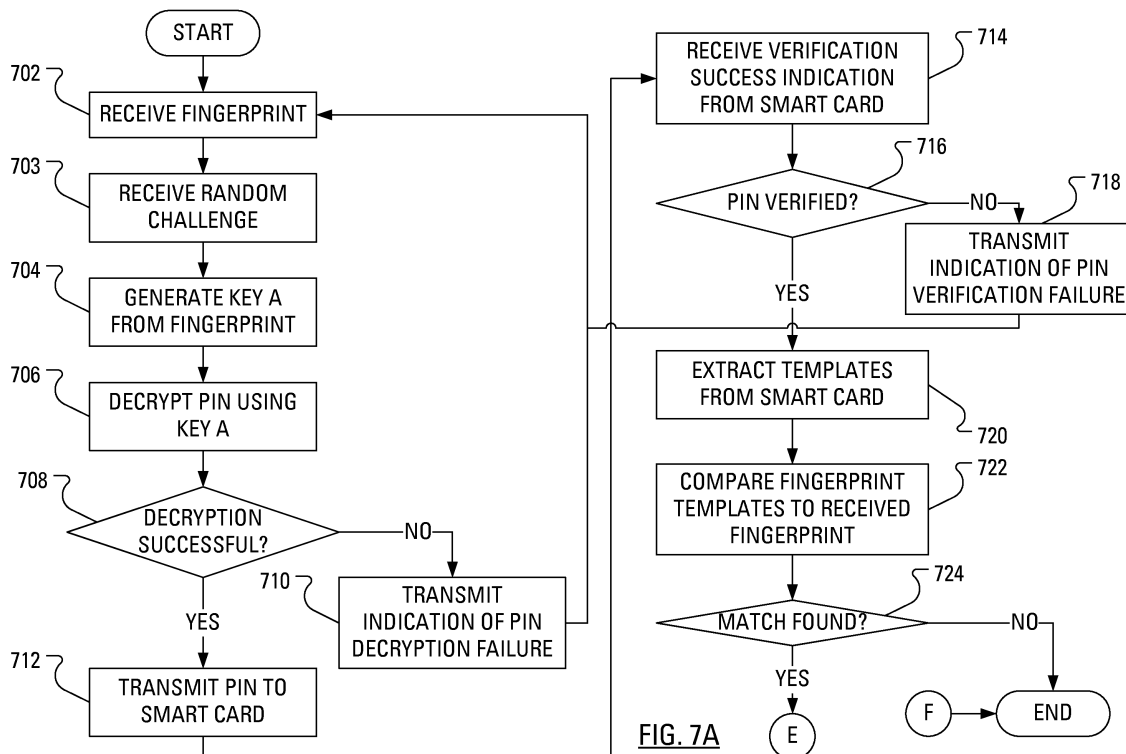 START
702
RECEIVE FINGERPRINT
703
RECEIVE RANDOM
CHALLENGE
704
GENERATE KEY A
FROM FINGERPRINT
706
DECRYPT PIN USING
KEY A
708
DECRYPTION
SUCCESSFUL?
NO
YES
710
TRANSMIT
INDICATION OF PIN
DECRYPTION FAILURE
712
TRANSMIT PIN TO
SMART CARD
714
RECEIVE VERIFICATION
SUCCESS INDICATION
FROM SMART CARD
716
PIN VERIFIED?
NO
718
TRANSMIT
INDICATION OF PIN
VERIFICATION FAILURE
YES
EXTRACT TEMPLATES
FROM SMART CARD
720
722
COMPARE FINGERPRINT
TEMPLATES TO RECEIVED
FINGERPRINT
724
MATCH FOUND?
NO
YES
E
F
END
FIG. 7A